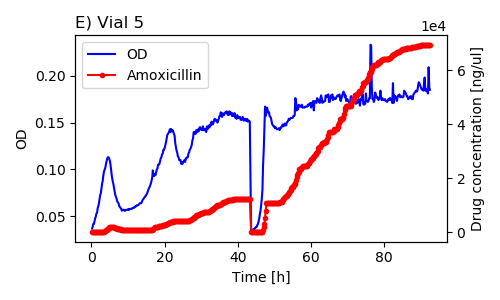 E) Vial 5
1e4
OD
Amoxicillin
0.20
0.15
0.10
0.05
OD
6
4
2
0
Drug concentration [ng/ul]
0
20
40
60
80
Time [h]